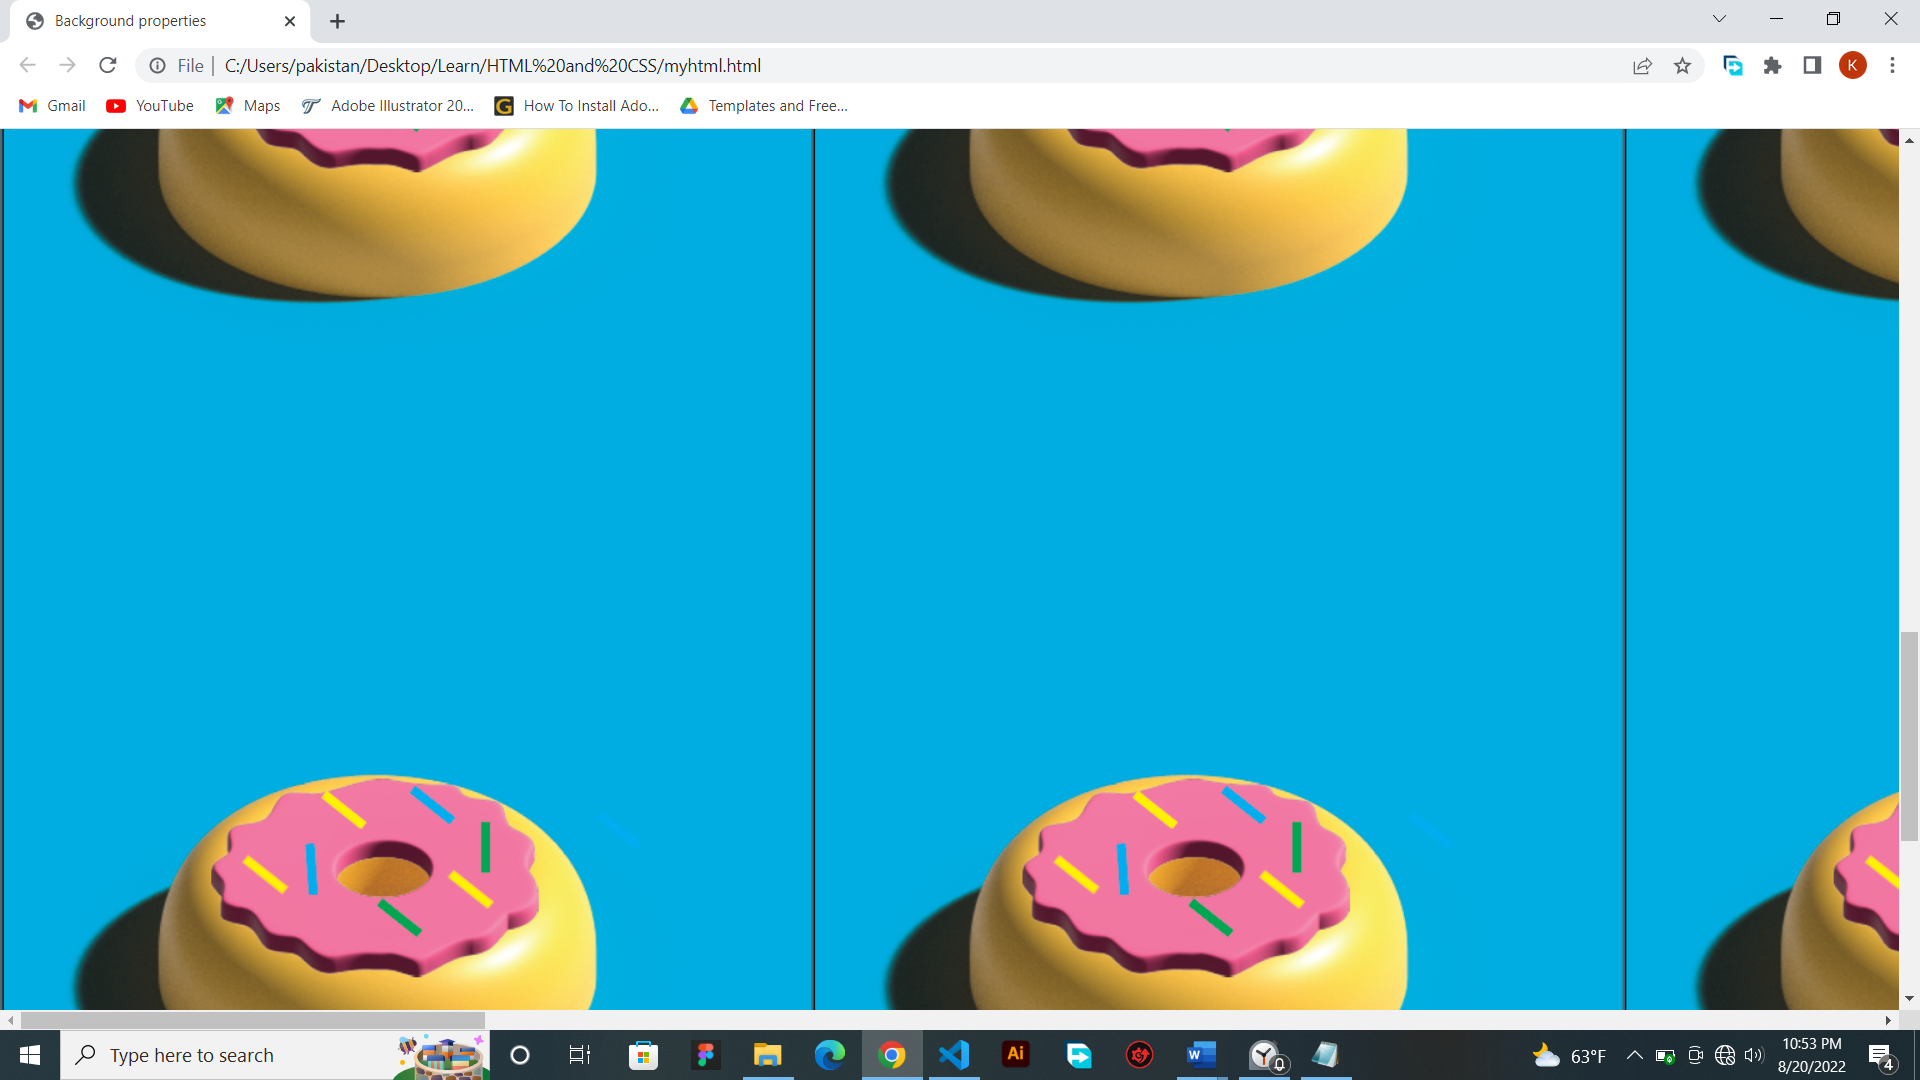 Background properties
File | C:/Users/pakistan/Desktop/Learn/HTML%20and%20CSS/myhtml.html
K
Gmail YouTube Maps Adobe Illustrator 20... G How To Install Ado... Templates and Free...
Type here to search
Ai
W
63°F
10:53 PM
8/20/2022
4